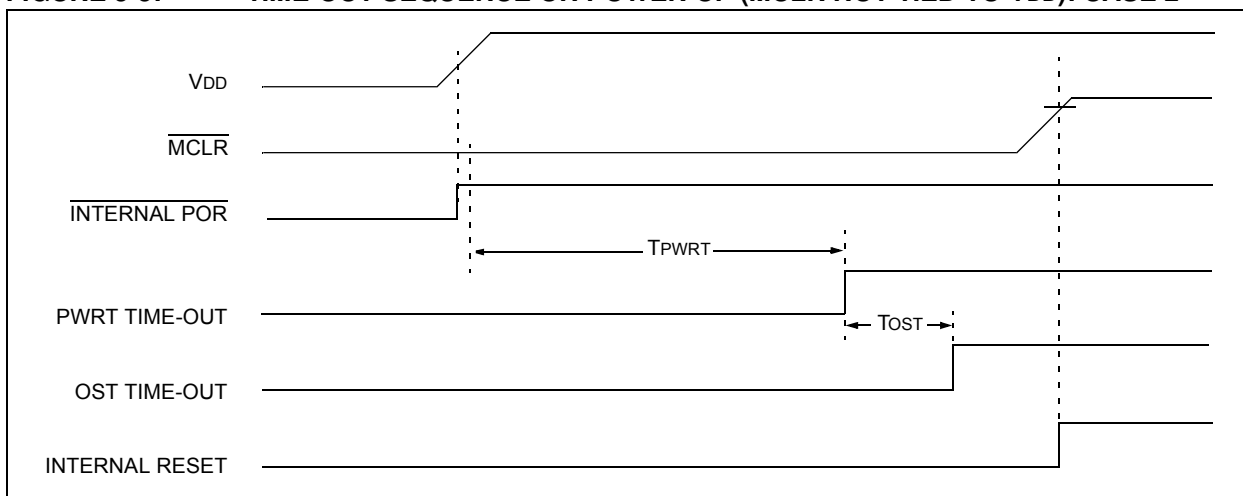 VDD
MCLR
INTERNAL POR
TPWRT
PWRT TIME-OUT
TOST
OST TIME-OUT
INTERNAL RESET